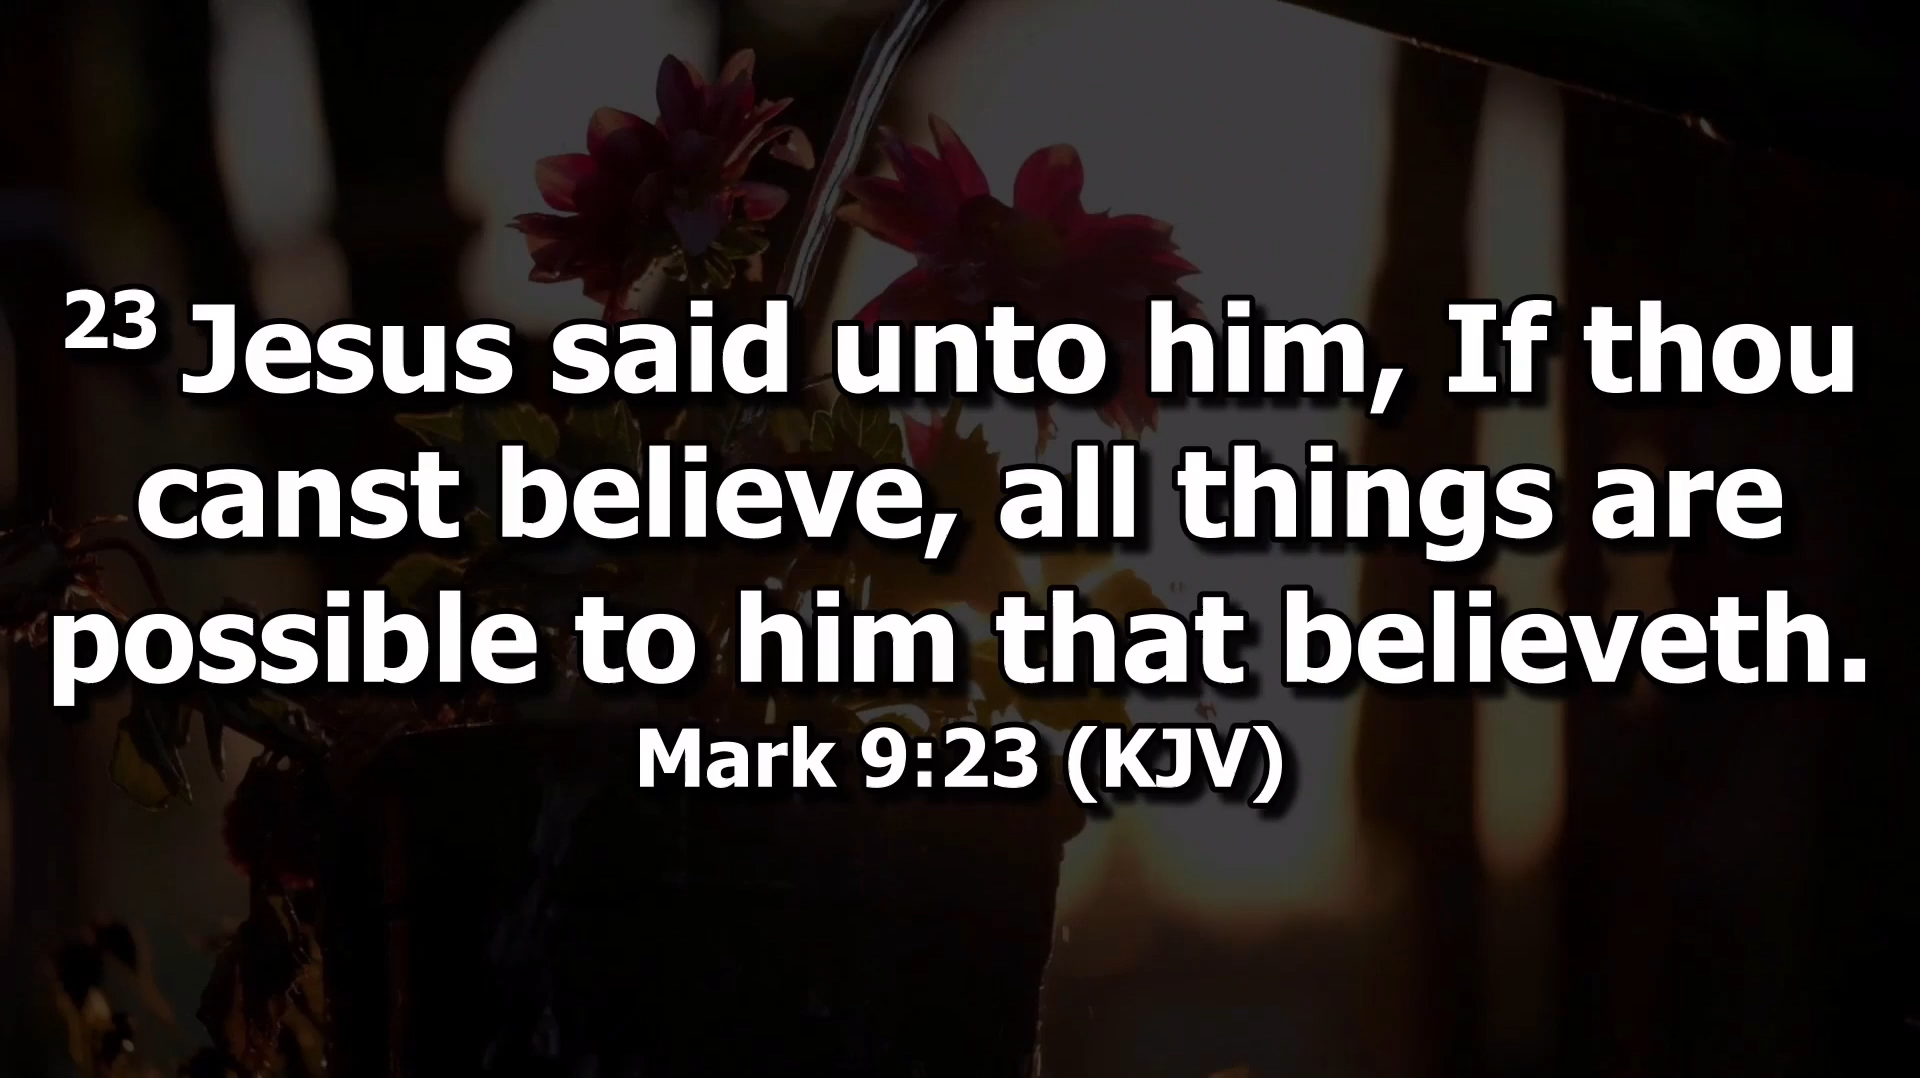 23 Jesus said unto him, If thou
canst believe, all things are
possible to him that believeth.
Mark 9:23 (KJV)